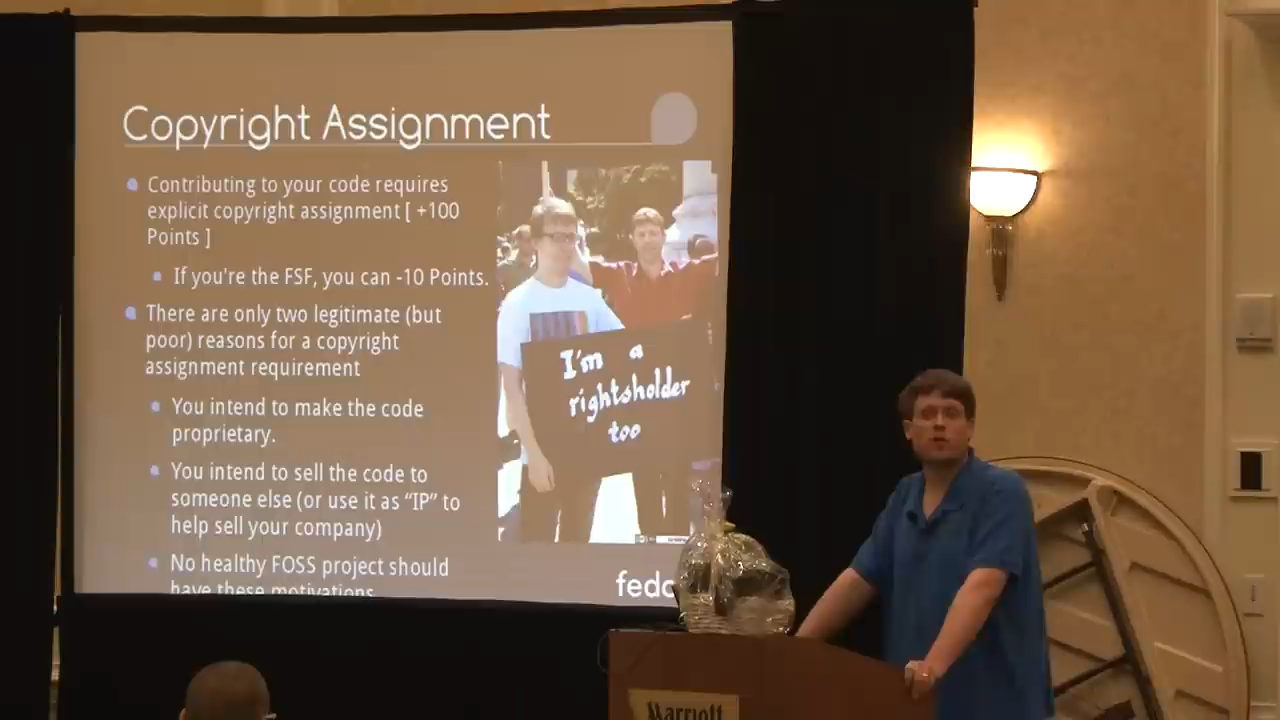 Copyright Assignment
Contributing to your code requires
explicit copyright assignment [ +100
Points ]
If you're the FSF, you can -10 Points.
There are only two legitimate (but
poor) reasons for a copyright
assignment requirement
You intend to make the code
proprietary.
You intend to sell the code to
someone else (or use it as “IP” to
help sell your company)
No healthy FOSS project should
have these motivations
I'm a
rightsholder
too
fedo
Marriott